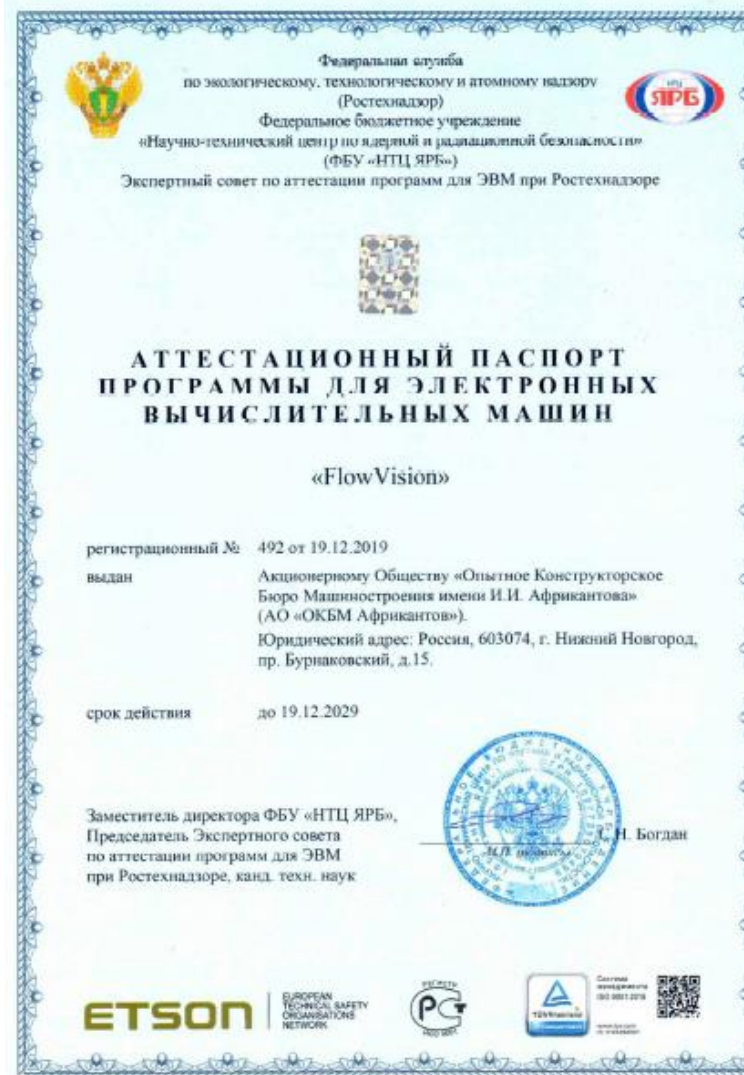 Федеральная служба
по экологическому, технологическому и атомному надзору
(Ростехнадзор)
Федеральное бюджетное учреждение
«Научно-технический центр по ядерной и радиационной безопасности»
(ФБУ «НТЦ ЯРБ»)
Экспертный совет по аттестации программ для ЭВМ при Ростехнадзоре
НТЦ
ЯРБ
АТТЕСТАЦИОННЫЙ ПАСПОРТ
ПРОГРАММЫ ДЛЯ ЭЛЕКТРОННЫХ
ВЫЧИСЛИТЕЛЬНЫХ МАШИН
«FlowVision»
регистрационный № 492 от 19.12.2019
выдан Акционерному Обществу «Опытное Конструкторское
Бюро Машиностроения имени И.И. Африкантова»
(АО «ОКБМ Африкантов»).
Юридический адрес: Россия, 603074, г. Нижний Новгород,
пр. Бурнаковский, д.15.
срок действия до 19.12.2029
Заместитель директора ФБУ «НТЦ ЯРБ»,
Председатель Экспертного совета
по аттестации программ для ЭВМ
при Ростехнадзоре, канд. техн. наук
Н. Богдан
ETSON
EUROPEAN
TECHNICAL SAFETY
ORGANISATIONS
NETWORK
РС
TÜVRheinland
Система
менеджмента